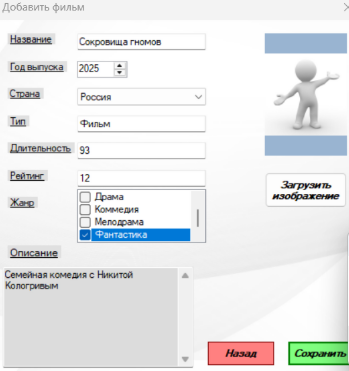 Добавить фильм
Название
Сокровища гномов
Год выпуска
2025
Страна
Россия
Тип
Фильм
Длительность
93
Рейтинг
12
Загрузить
изображение
Жанр
Драма
Коммедия
Мелодрама
Фантастика
Описание
Семейная комедия с Никитой
Кологривым
Назад
Сохранить